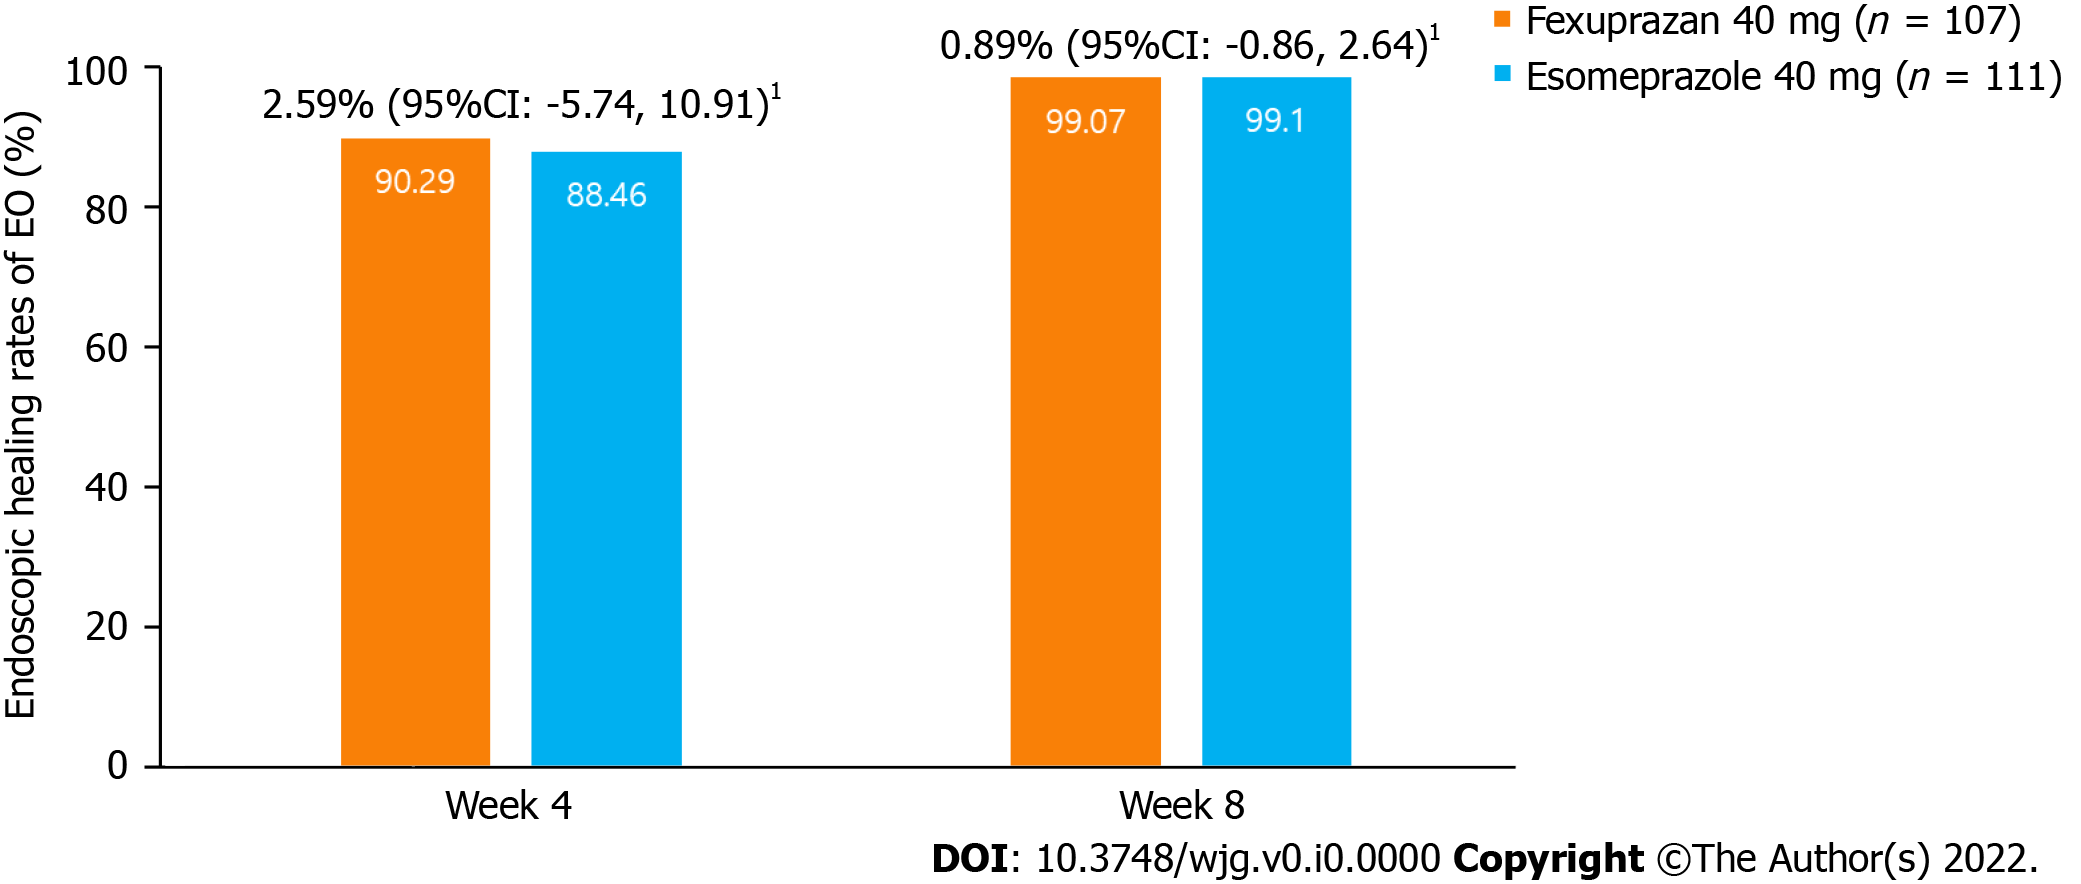 Fexuprazan 40 mg (n = 107)
Esomeprazole 40 mg (n = 111)
Endoscopic healing rates of EO (%)
100
80
60
40
20
0
2.59% (95%CI: -5.74, 10.91)¹
0.89% (95%CI: -0.86, 2.64)¹
90.29
88.46
99.07
99.1
Week 4
Week 8
DOI: 10.3748/wjg.v0.i0.0000 Copyright ©The Author(s) 2022.